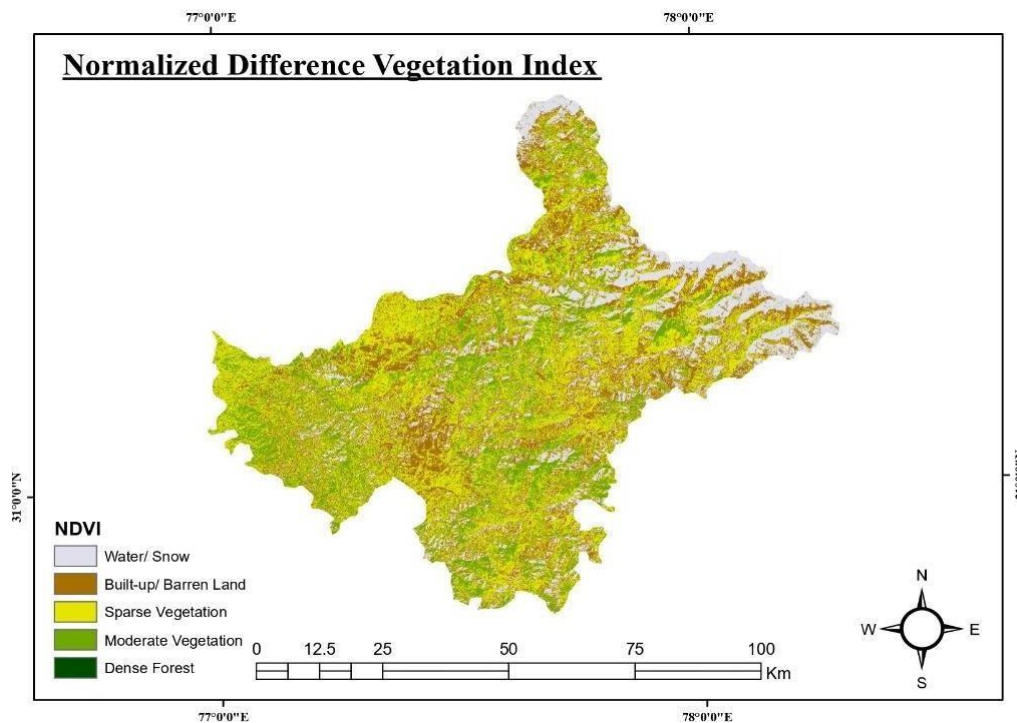 77°0'0"E 78°0'0"E
Normalized Difference Vegetation Index
31°0'0"N
NDVI
Water/ Snow
Built-up/ Barren Land
Sparse Vegetation
Moderate Vegetation
Dense Forest
0 12.5 25 50 75 100
Km
N
W E
S
77°0'0"E 78°0'0"E